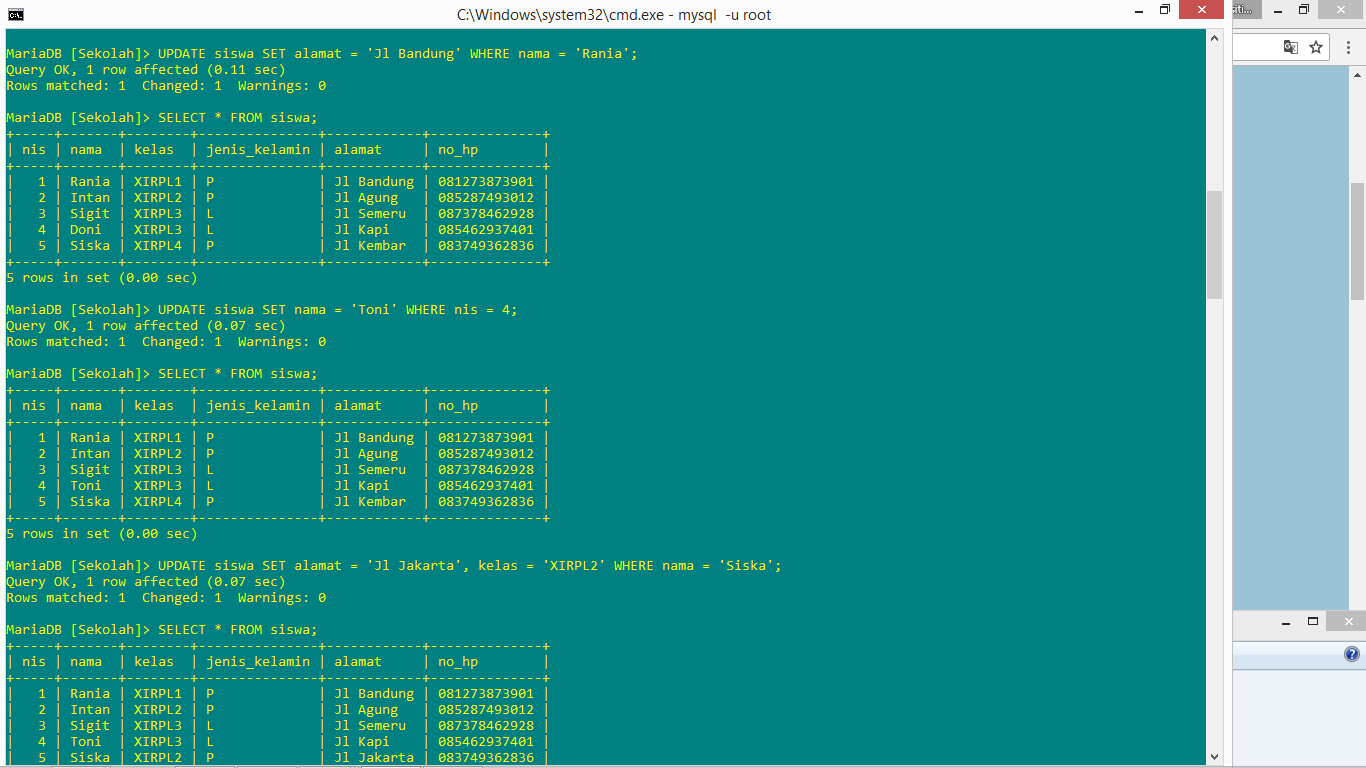 C:\Windows\system32\cmd.exe - mysql  -u root
MariaDB [Sekolah]> UPDATE siswa SET alamat = 'Jl Bandung' WHERE nama = 'Rania';
Query OK, 1 row affected (0.11 sec)
Rows matched: 1  Changed: 1  Warnings: 0
MariaDB [Sekolah]> SELECT * FROM siswa;
+-----+-------+--------+---------------+------------+--------------+
| nis | nama  | kelas  | jenis_kelamin | alamat     | no_hp        |
+-----+-------+--------+---------------+------------+--------------+
|   1 | Rania | XIRPL1 | P             | Jl Bandung | 081273873901 |
|   2 | Intan | XIRPL2 | P             | Jl Agung   | 085287493012 |
|   3 | Sigit | XIRPL3 | L             | Jl Semeru  | 087378462928 |
|   4 | Doni  | XIRPL3 | L             | Jl Kapi    | 085462937401 |
|   5 | Siska | XIRPL4 | P             | Jl Kembar  | 083749362836 |
+-----+-------+--------+---------------+------------+--------------+
5 rows in set (0.00 sec)
MariaDB [Sekolah]> UPDATE siswa SET nama = 'Toni' WHERE nis = 4;
Query OK, 1 row affected (0.07 sec)
Rows matched: 1  Changed: 1  Warnings: 0
MariaDB [Sekolah]> SELECT * FROM siswa;
+-----+-------+--------+---------------+------------+--------------+
| nis | nama  | kelas  | jenis_kelamin | alamat     | no_hp        |
+-----+-------+--------+---------------+------------+--------------+
|   1 | Rania | XIRPL1 | P             | Jl Bandung | 081273873901 |
|   2 | Intan | XIRPL2 | P             | Jl Agung   | 085287493012 |
|   3 | Sigit | XIRPL3 | L             | Jl Semeru  | 087378462928 |
|   4 | Toni  | XIRPL3 | L             | Jl Kapi    | 085462937401 |
|   5 | Siska | XIRPL4 | P             | Jl Kembar  | 083749362836 |
+-----+-------+--------+---------------+------------+--------------+
5 rows in set (0.00 sec)
MariaDB [Sekolah]> UPDATE siswa SET alamat = 'Jl Jakarta', kelas = 'XIRPL2' WHERE nama = 'Siska';
Query OK, 1 row affected (0.07 sec)
Rows matched: 1  Changed: 1  Warnings: 0
MariaDB [Sekolah]> SELECT * FROM siswa;
+-----+-------+--------+---------------+------------+--------------+
| nis | nama  | kelas  | jenis_kelamin | alamat     | no_hp        |
+-----+-------+--------+---------------+------------+--------------+
|   1 | Rania | XIRPL1 | P             | Jl Bandung | 081273873901 |
|   2 | Intan | XIRPL2 | P             | Jl Agung   | 085287493012 |
|   3 | Sigit | XIRPL3 | L             | Jl Semeru  | 087378462928 |
|   4 | Toni  | XIRPL3 | L             | Jl Kapi    | 085462937401 |
|   5 | Siska | XIRPL2 | P             | Jl Jakarta | 083749362836 |